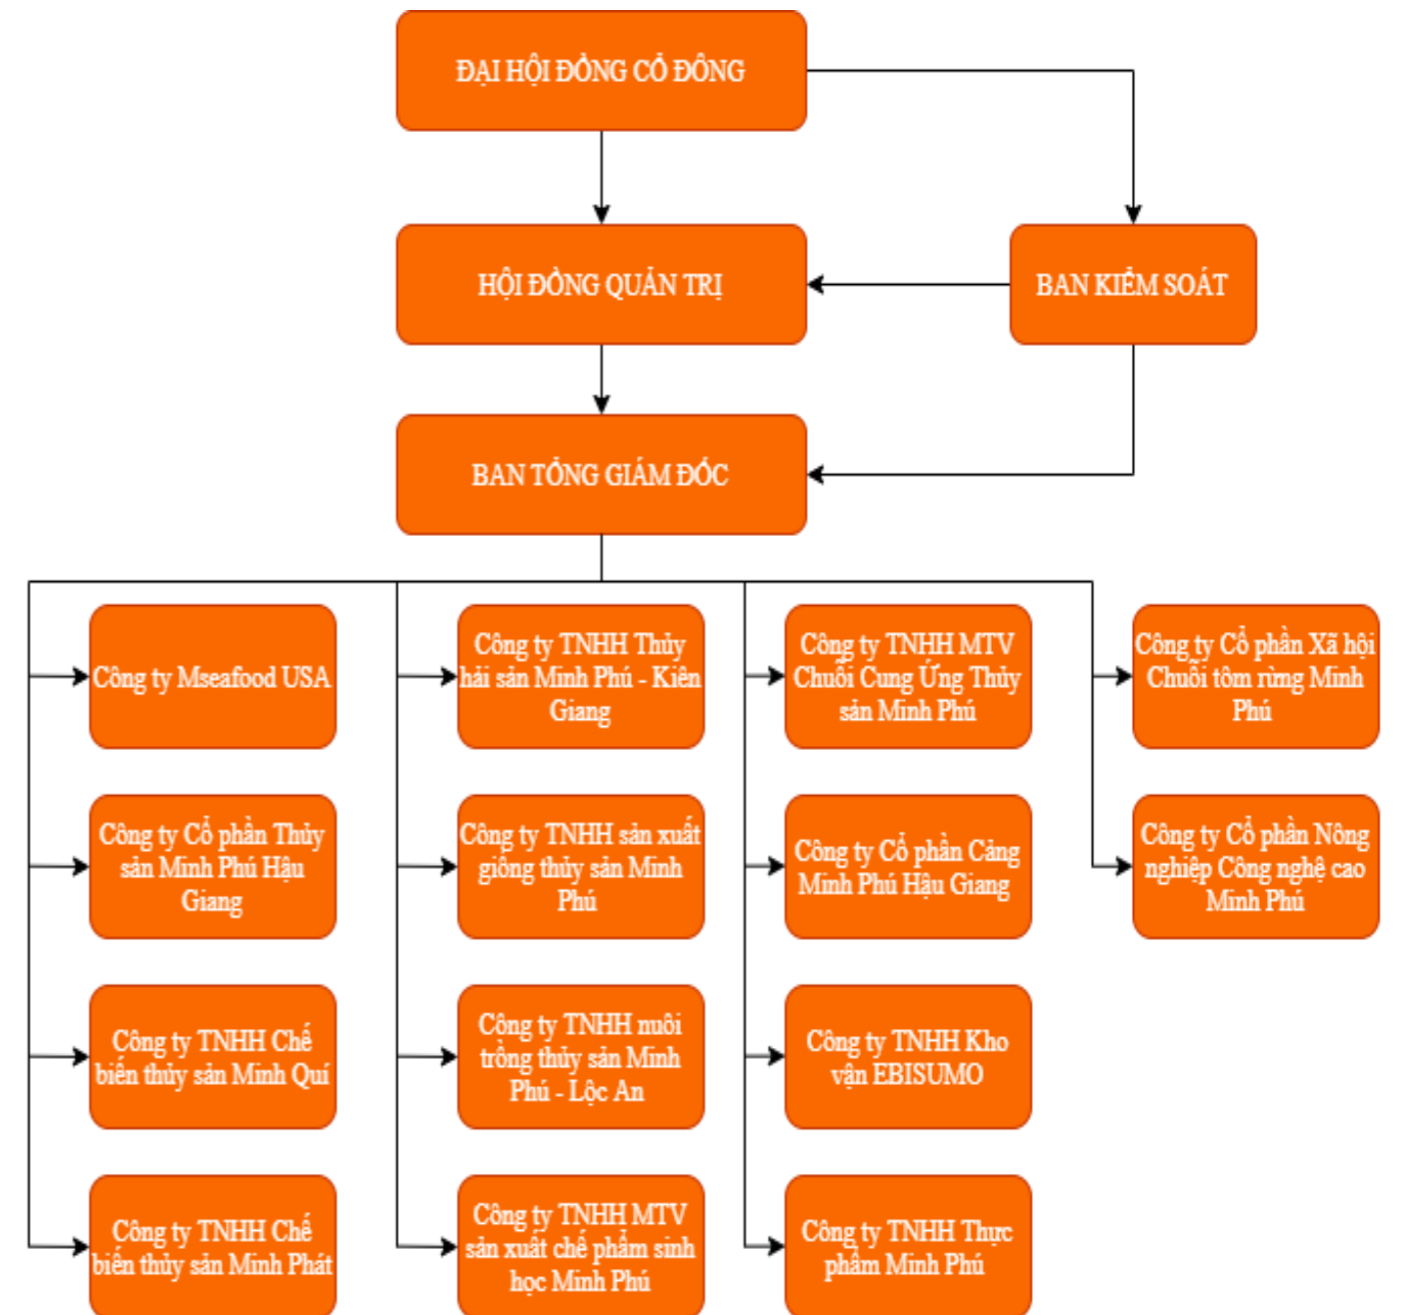 ĐẠI HỘI ĐỒNG CỔ ĐÔNG
HỘI ĐỒNG QUẢN TRỊ
BAN KIỂM SOÁT
BAN TỔNG GIÁM ĐỐC
Công ty Mseafood USA
Công ty TNHH Thủy
hải sản Minh Phú - Kiên
Giang
Công ty TNHH MTV
Chuỗi Cung Ứng Thủy
sản Minh Phú
Công ty Cổ phần Xã hội
Chuỗi tôm rừng Minh
Phú
Công ty Cổ phần Thủy
sản Minh Phú Hậu
Giang
Công ty TNHH sản xuất
giống thủy sản Minh
Phú
Công ty Cổ phần Cảng
Minh Phú Hậu Giang
Công ty Cổ phần Nông
nghiệp Công nghệ cao
Minh Phú
Công ty TNHH Chế
biến thủy sản Minh Quí
Công ty TNHH nuôi
trồng thủy sản Minh
Phú - Lộc An
Công ty TNHH Kho
vận EBISUMO
Công ty TNHH Chế
biến thủy sản Minh Phát
Công ty TNHH MTV
sản xuất chế phẩm sinh
học Minh Phú
Công ty TNHH Thực
phẩm Minh Phú